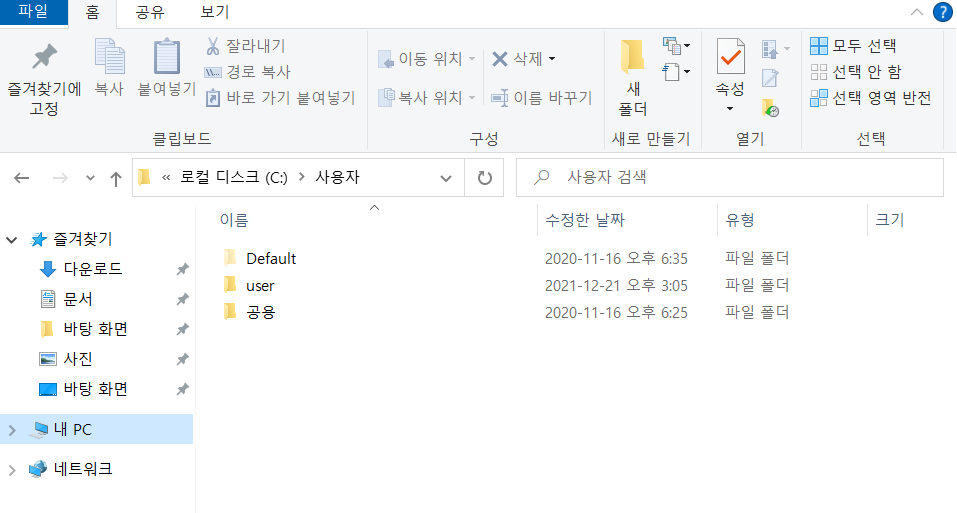 파일 홈 공유 보기
?
즐겨찾기에
고정
복사
붙여넣기
잘라내기
경로 복사
바로 가기 붙여넣기
클립보드
이동 위치
복사 위치
삭제
이름 바꾸기
구성
새
폴더
새로 만들기
속성
열기
모두 선택
선택 안 함
선택 영역 반전
선택
« 로컬 디스크 (C:) > 사용자
사용자 검색
즐겨찾기
다운로드
문서
바탕 화면
사진
바탕 화면
내 PC
네트워크
이름 수정한 날짜 유형 크기
Default 2020-11-16 오후 6:35 파일 폴더
user 2021-12-21 오후 3:05 파일 폴더
공용 2020-11-16 오후 6:25 파일 폴더